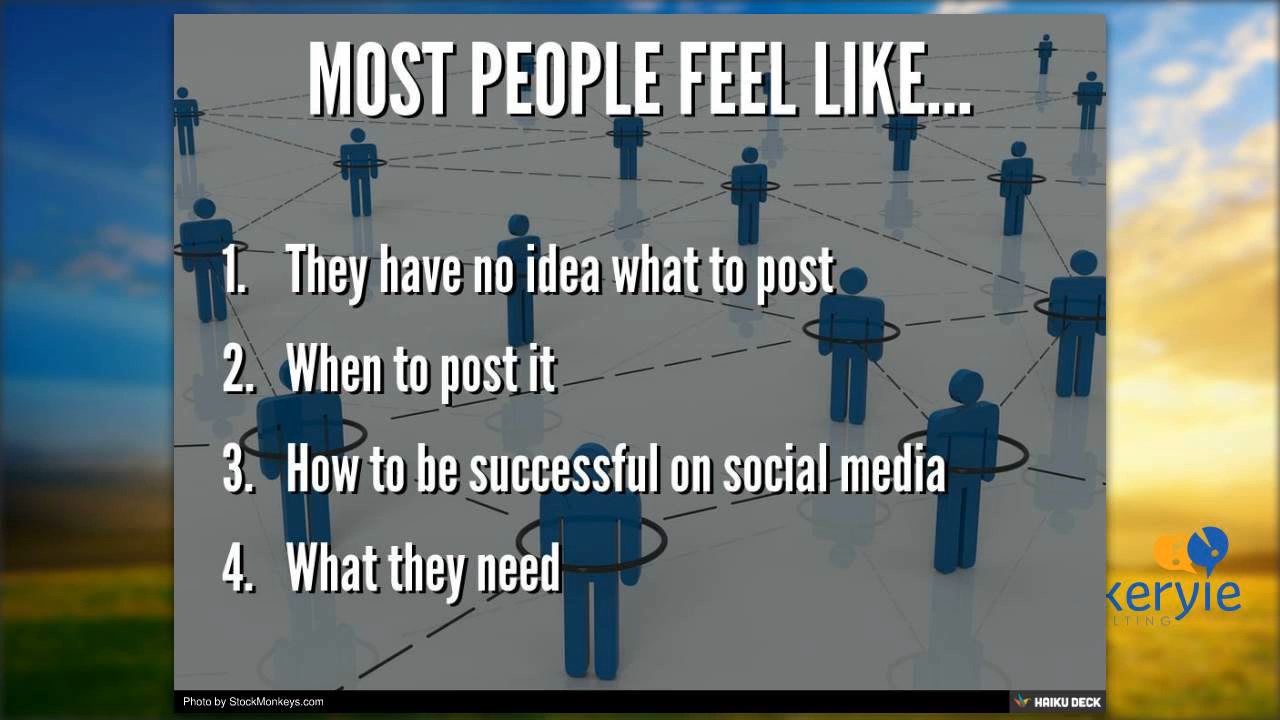 MOST PEOPLE FEEL LIKE...
1. They have no idea what to post
2. When to post it
3. How to be successful on social media
4. What they need
keryie
LTING
Photo by StockMonkeys.com
HAIKU DECK